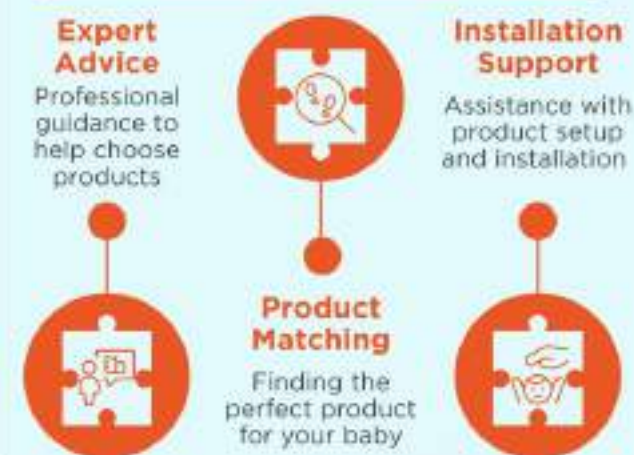 Expert
Advice
Professional
guidance to
help choose
products
Product
Matching
Finding the
perfect product
for your baby
Installation
Support
Assistance with
product setup
and installation